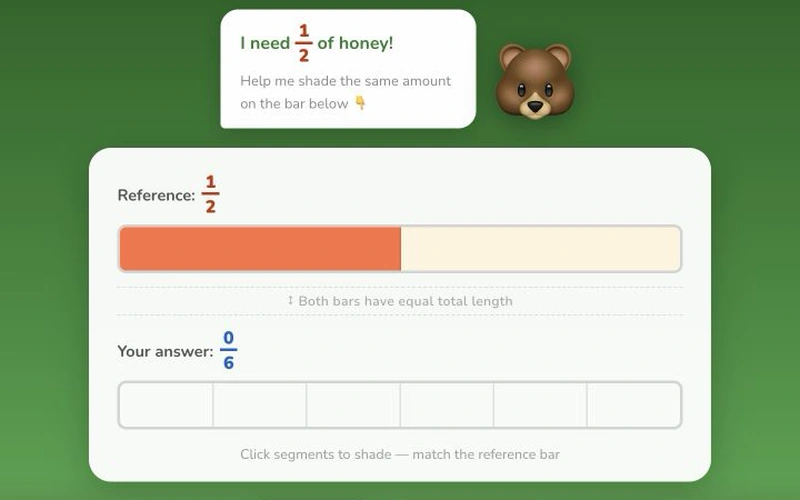 I need 1/2 of honey!
Help me shade the same amount
on the bar below 👇
Reference: 1/2
↕ Both bars have equal total length
Your answer: 0/6
Click segments to shade — match the reference bar